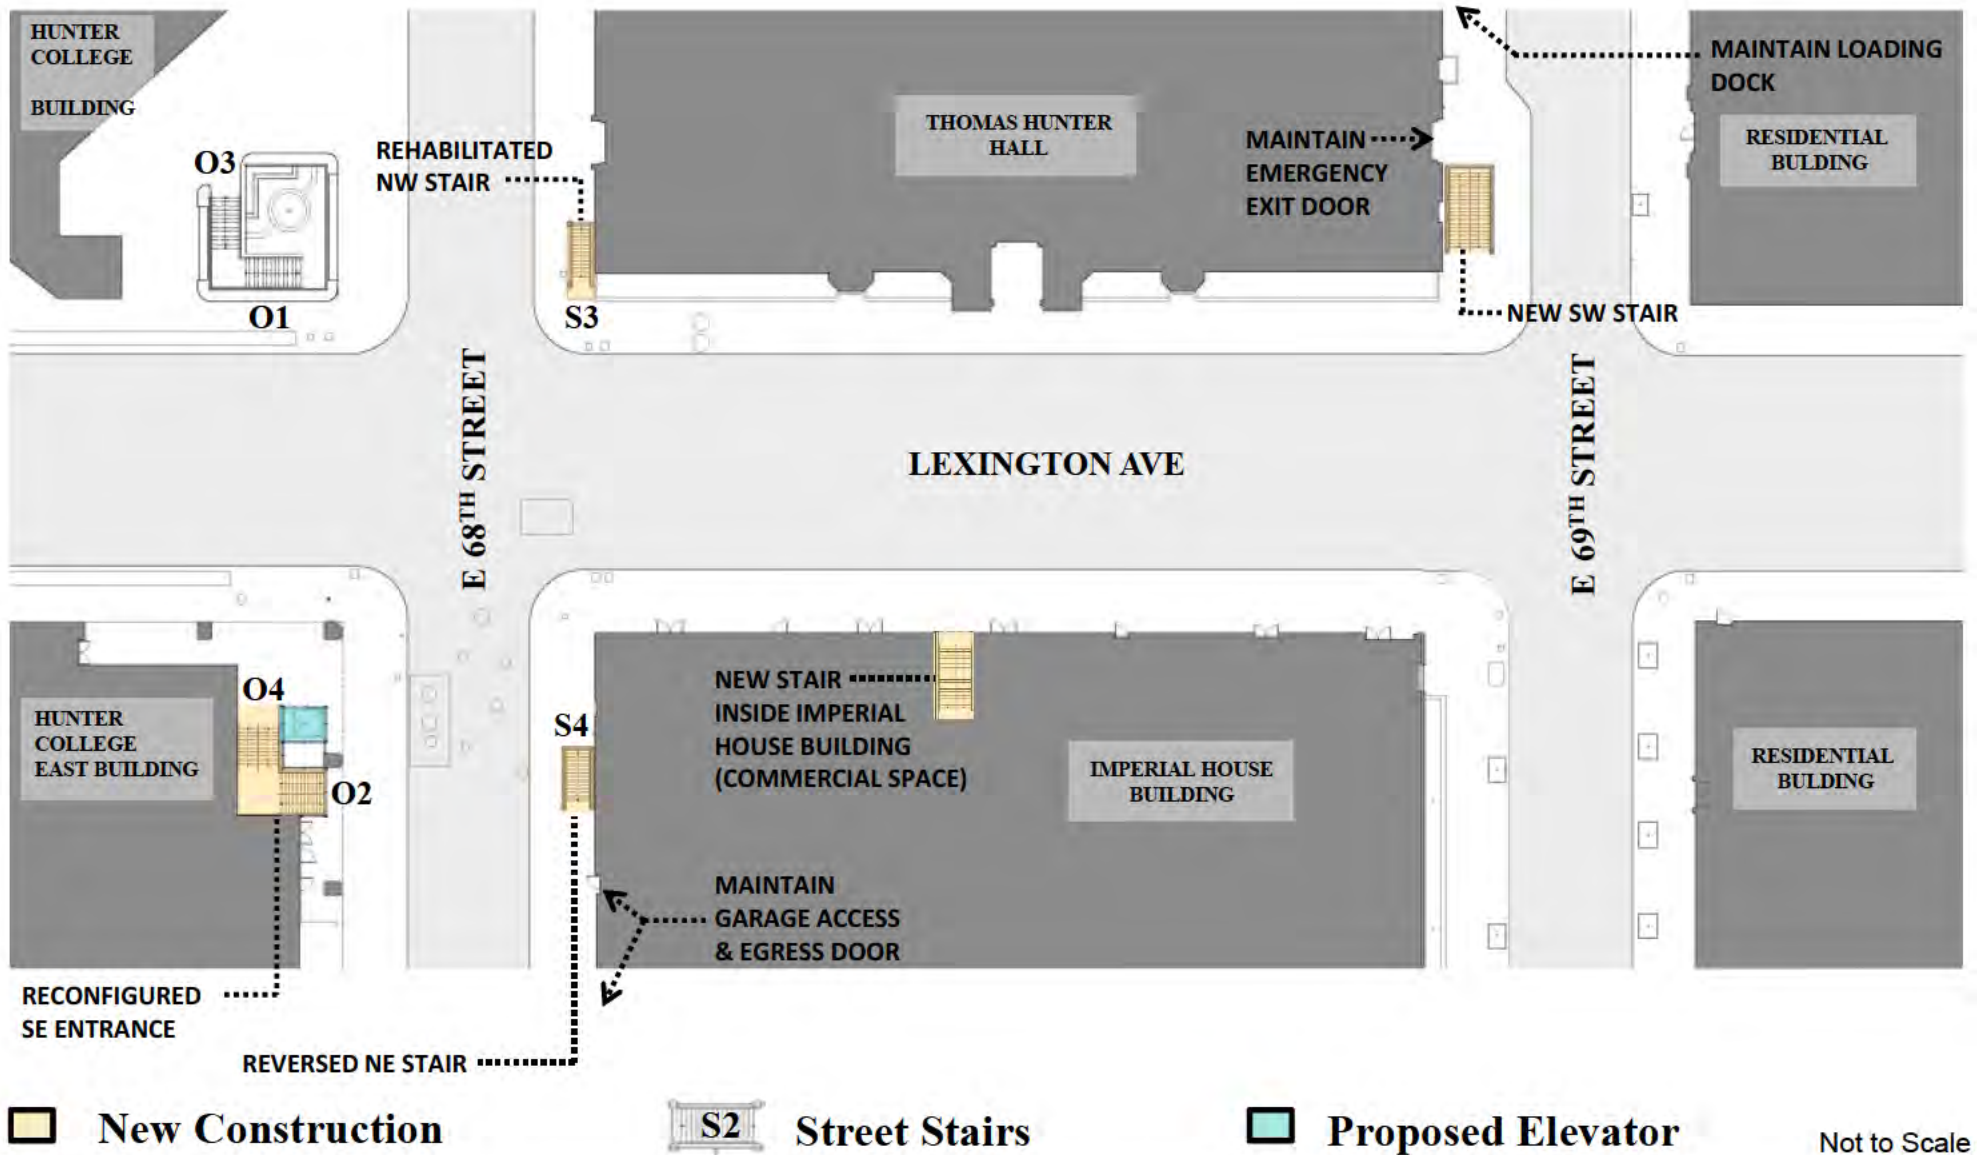 HUNTER
COLLEGE
BUILDING
O3
O1
REHABILITATED
NW STAIR
S3
THOMAS HUNTER
HALL
MAINTAIN
EMERGENCY
EXIT DOOR
MAINTAIN LOADING
DOCK
RESIDENTIAL
BULDING
NEW SW STAIR
E 68TH STREET
LEXINGTON AVE
E 69TH STREET
HUNTER
COLLEGE
EAST BUILDING
O4
O2
S4
NEW STAIR
INSIDE IMPERIAL
HOUSE BUILDING
(COMMERCIAL SPACE)
IMPERIAL HOUSE
BUILDING
RESIDENTIAL
BULDING
MAINTAIN
GARAGE ACCESS
& EGRESS DOOR
RECONFIGURED
SE ENTRANCE
REVERSED NE STAIR
New Construction
S2
Street Stairs
Proposed Elevator
Not to Scale